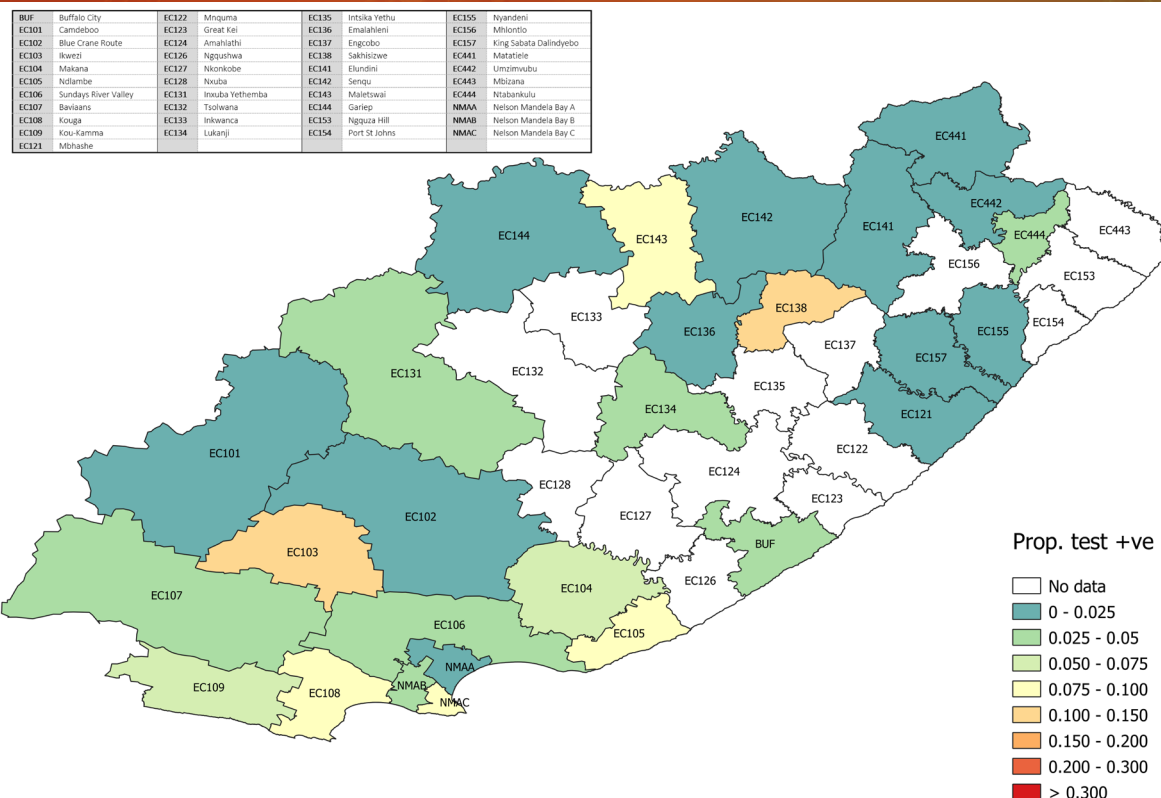 BUF Buffalo City EC122 Mnquma EC135 Intsika Yethu EC155 Nyandeni
EC101 Camdeboo EC123 Great Kei EC136 Emalahleni EC156 Mhlontlo
EC102 Blue Crane Route EC124 Amahlathi EC137 Engcobo EC157 King Sabata Dalindyebo
EC103 Ikwezi EC126 Ngqushwa EC138 Sakhisizwe EC441 Matatiele
EC104 Makana EC127 Nkonkobe EC141 Elundini EC442 Umzimvubu
EC105 Ndlambe EC128 Nxuba EC142 Senqu EC443 Mbizana
EC106 Sundays River Valley EC131 Inxuba Yethemba EC143 Maletswai EC444 Ntabankulu
EC107 Baviaans EC132 Tsolwana EC144 Gariep NMAA Nelson Mandela Bay A
EC108 Kouga EC133 Inkwanca EC153 Ngquza Hill NMAB Nelson Mandela Bay B
EC109 Kou-Kamma EC134 Lukanji EC154 Port St Johns NMAC Nelson Mandela Bay C
EC121 Mbhashe
EC441
EC442
EC142
EC141
EC443
EC144
EC143
EC444
EC156
EC153
EC138
EC133
EC154
EC136
EC155
EC137
EC157
EC132
EC131
EC135
EC134
EC121
EC122
EC101
EC124
EC128
EC123
EC102
EC127
BUF
EC103
EC126
EC104
EC107
EC106
EC105
NMAA
NMAB
EC109
EC108
NMAC
Prop. test +ve
No data
0 - 0.025
0.025 - 0.05
0.050 - 0.075
0.075 - 0.100
0.100 - 0.150
0.150 - 0.200
0.200 - 0.300
> 0.300